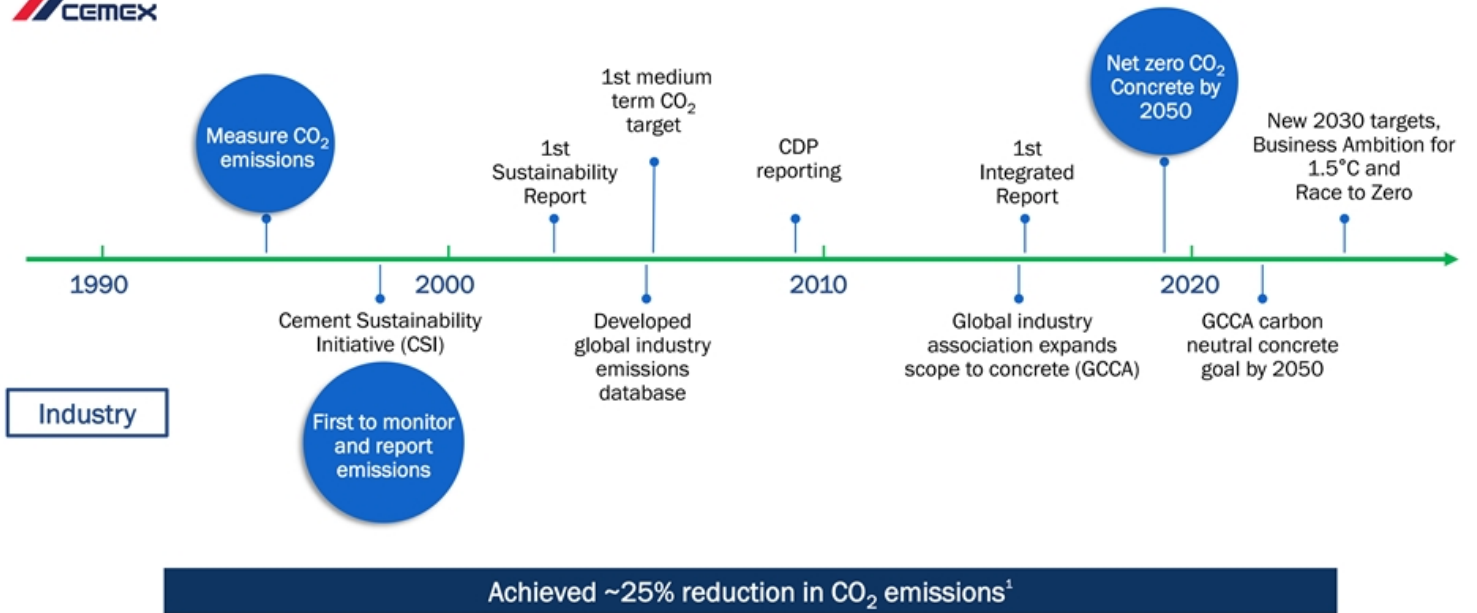 CEMEX
Measure CO₂
emissions
1st
Sustainability
Report
1st medium
term CO₂
target
CDP
reporting
1st
Integrated
Report
Net zero CO₂
Concrete by
2050
New 2030 targets,
Business Ambition for
1.5°C and
Race to Zero
1990
2000
2010
2020
Cement Sustainability
Initiative (CSI)
First to monitor
and report
emissions
Developed
global industry
emissions
database
Global industry
association expands
scope to concrete (GCCA)
GCCA carbon
neutral concrete
goal by 2050
Industry
Achieved ~25% reduction in CO₂ emissions¹